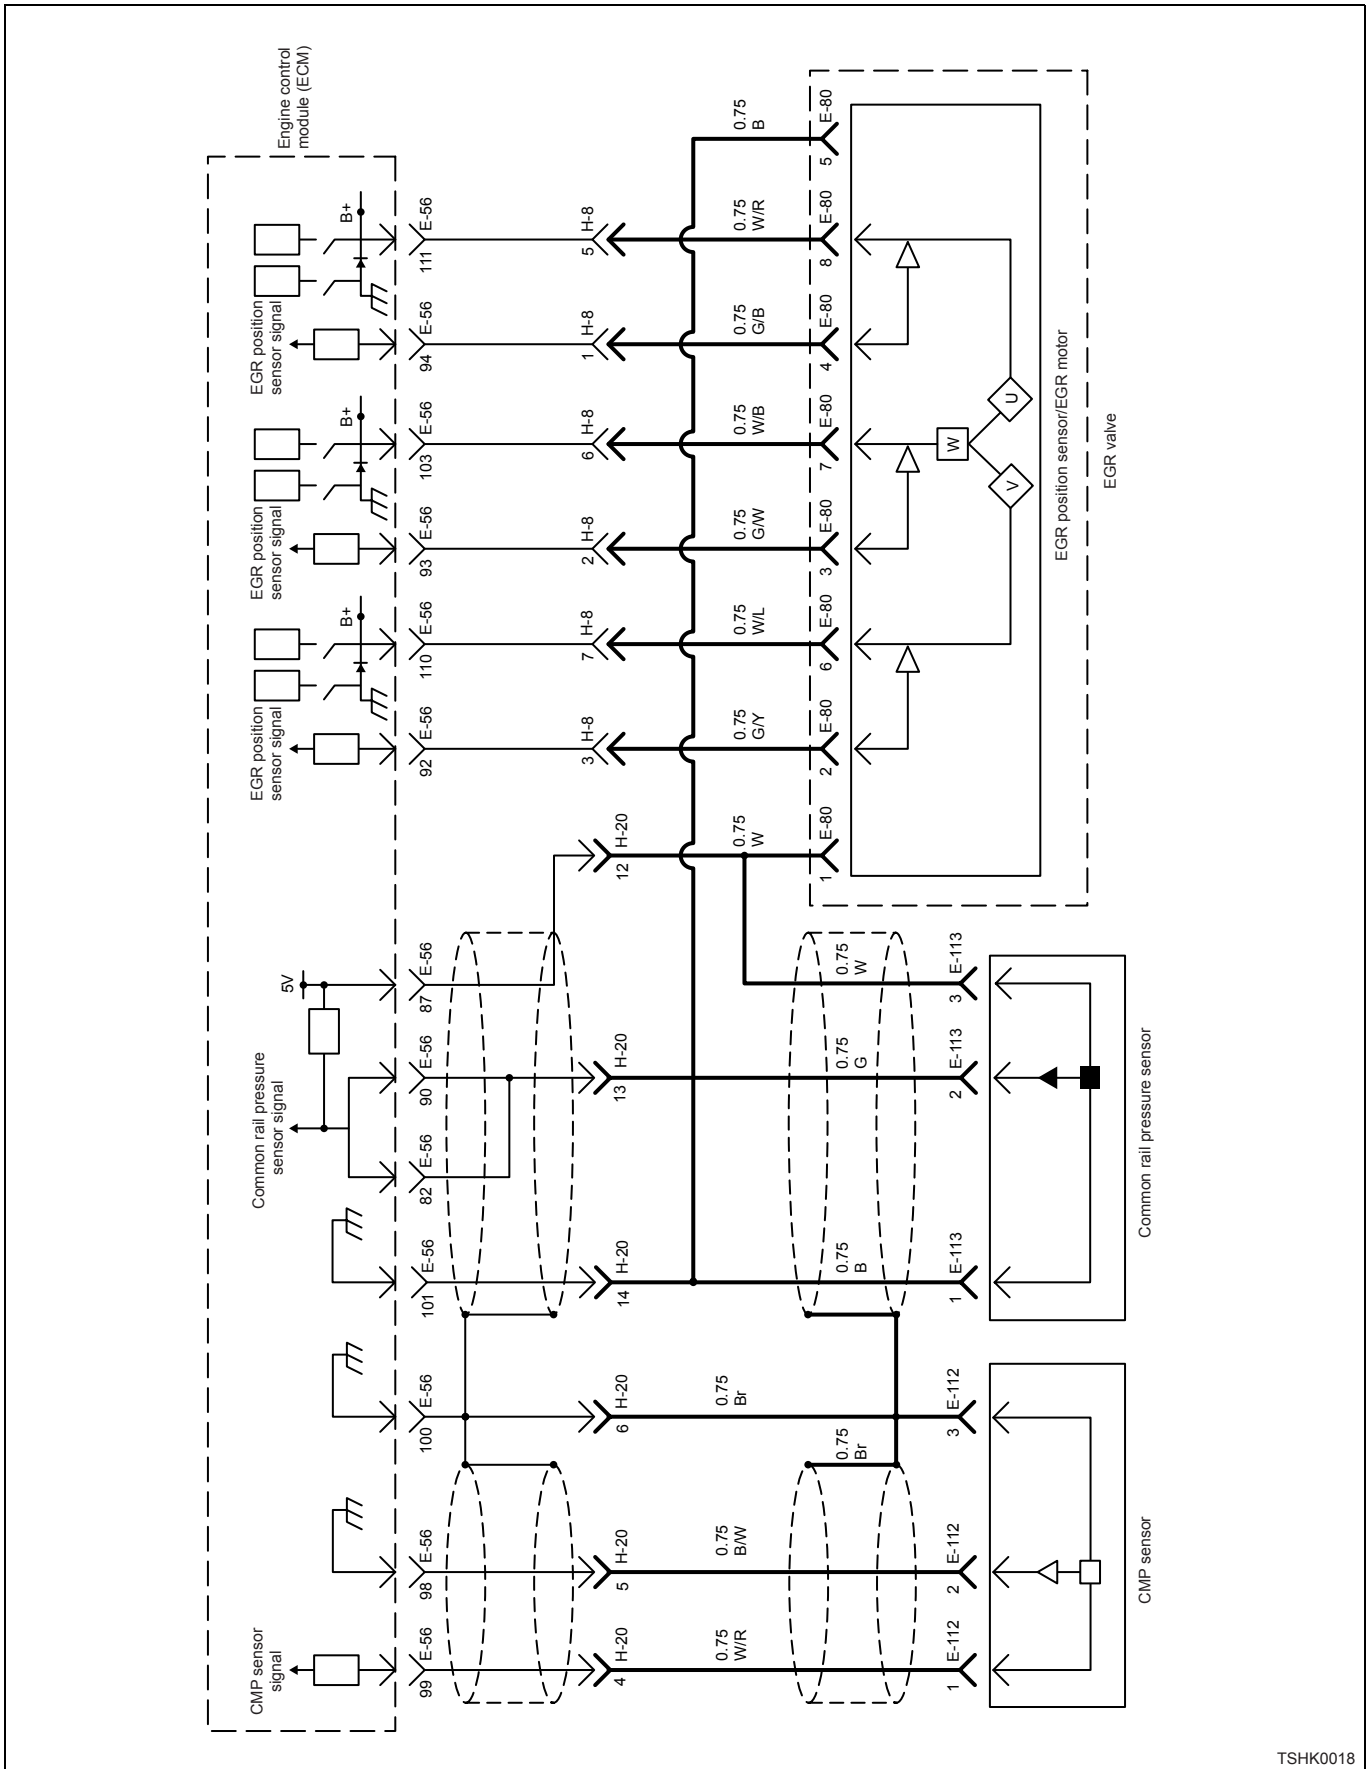 Engine control
module (ECM)
CMP sensor
signal
Common rail pressure
sensor signal
5V
EGR position
sensor signal
B+
EGR position
sensor signal
B+
EGR position
sensor signal
B+
99 E-56
98 E-56
100 E-56
101 E-56
82 E-56
90 E-56
87 E-56
92 E-56
110 E-56
93 E-56
103 E-56
94 E-56
111 E-56
4 H-20
5 H-20
6 H-20
14 H-20
13 H-20
12 H-20
3 H-8
7 H-8
2 H-8
6 H-8
1 H-8
5 H-8
0.75
W/R
0.75
B/W
0.75
Br
0.75
Br
0.75
B
0.75
G
0.75
W
0.75
W
0.75
G/Y
0.75
W/L
0.75
G/W
0.75
W/B
0.75
G/B
0.75
W/R
0.75
B
1 E-112
2 E-112
3 E-112
1 E-113
2 E-113
3 E-113
1 E-80
2 E-80
6 E-80
3 E-80
7 E-80
4 E-80
8 E-80
5 E-80
V
W
U
CMP sensor
Common rail pressure sensor
EGR position sensor/EGR motor
EGR valve
TSHK0018